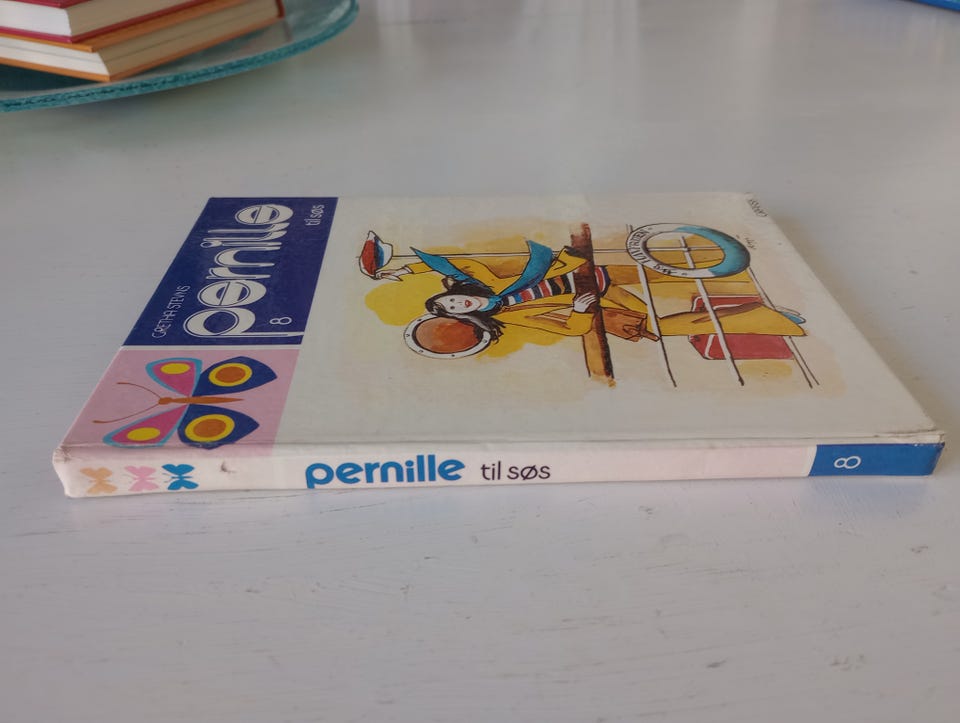 GRETHA STEVNS
pernille
8 til søs
pernille til søs 8